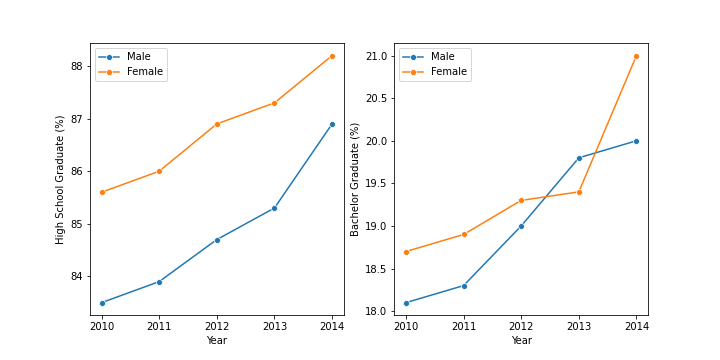 Male
Female
High School Graduate (%)
88
87
86
85
84
2010 2011 2012 2013 2014
Year
Male
Female
Bachelor Graduate (%)
21.0
20.5
20.0
19.5
19.0
18.5
18.0
2010 2011 2012 2013 2014
Year